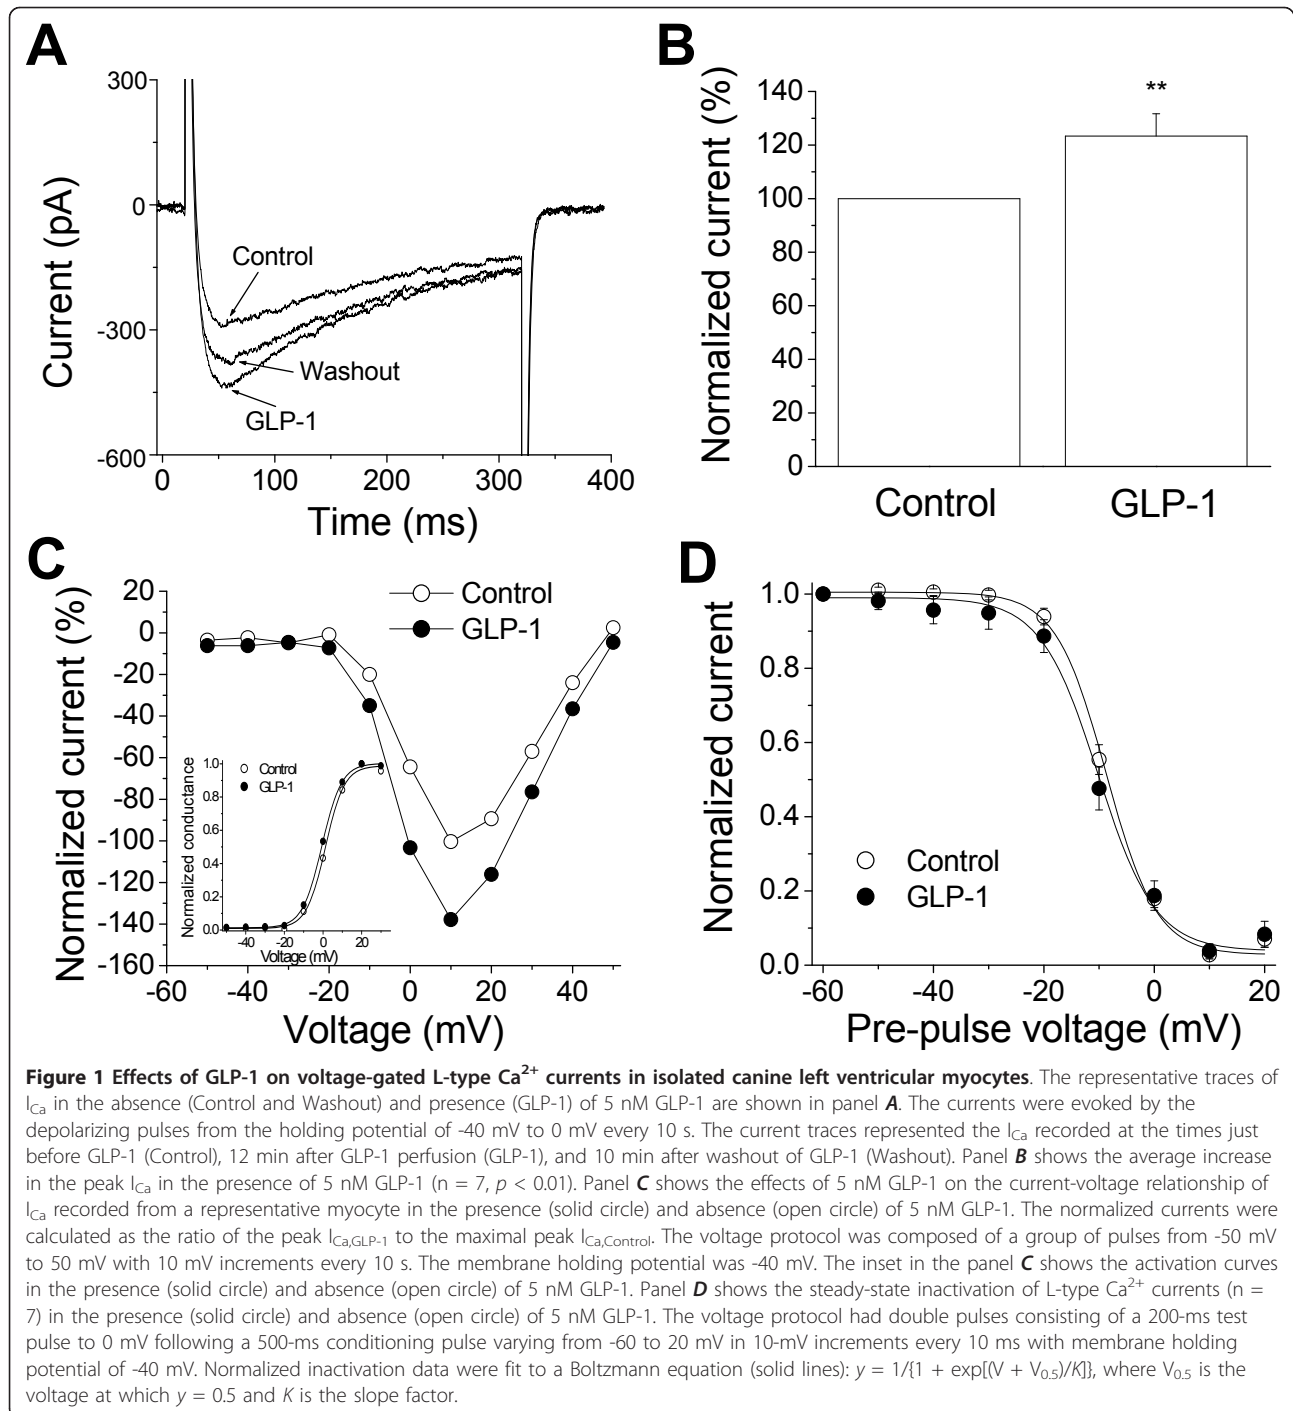 A
300
0
-300
-600
Current (pA)
Control
Washout
GLP-1
0 100 200 300 400
Time (ms)
B
**
140
120
100
80
60
40
20
0
Normalized current (%)
Control GLP-1
C
20
0
-20
-40
-60
-80
-100
-120
-140
-160
Normalized current (%)
Control
GLP-1
1.0
0.8
0.6
0.4
0.2
0.0
Normalized conductance
Control
GLP-1
-40 -20 0 20
Voltage (mV)
-60 -40 -20 0 20 40
Voltage (mV)
D
1.0
0.8
0.6
0.4
0.2
0.0
Normalized current
Control
GLP-1
-60 -40 -20 0 20
Pre-pulse voltage (mV)
Figure 1 Effects of GLP-1 on voltage-gated L-type Ca²⁺ currents in isolated canine left ventricular myocytes. The representative traces of
I_Ca in the absence (Control and Washout) and presence (GLP-1) of 5 nM GLP-1 are shown in panel A. The currents were evoked by the
depolarizing pulses from the holding potential of -40 mV to 0 mV every 10 s. The current traces represented the I_Ca recorded at the times just
before GLP-1 (Control), 12 min after GLP-1 perfusion (GLP-1), and 10 min after washout of GLP-1 (Washout). Panel B shows the average increase
in the peak I_Ca in the presence of 5 nM GLP-1 (n = 7, p < 0.01). Panel C shows the effects of 5 nM GLP-1 on the current-voltage relationship of
I_Ca recorded from a representative myocyte in the presence (solid circle) and absence (open circle) of 5 nM GLP-1. The normalized currents were
calculated as the ratio of the peak I_Ca,GLP-1 to the maximal peak I_Ca,Control. The voltage protocol was composed of a group of pulses from -50 mV
to 50 mV with 10 mV increments every 10 s. The membrane holding potential was -40 mV. The inset in the panel C shows the activation curves
in the presence (solid circle) and absence (open circle) of 5 nM GLP-1. Panel D shows the steady-state inactivation of L-type Ca²⁺ currents (n =
7) in the presence (solid circle) and absence (open circle) of 5 nM GLP-1. The voltage protocol had double pulses consisting of a 200-ms test
pulse to 0 mV following a 500-ms conditioning pulse varying from -60 to 20 mV in 10-mV increments every 10 ms with membrane holding
potential of -40 mV. Normalized inactivation data were fit to a Boltzmann equation (solid lines): y = 1/{1 + exp[(V + V₀.₅)/K]}, where V₀.₅ is the
voltage at which y = 0.5 and K is the slope factor.